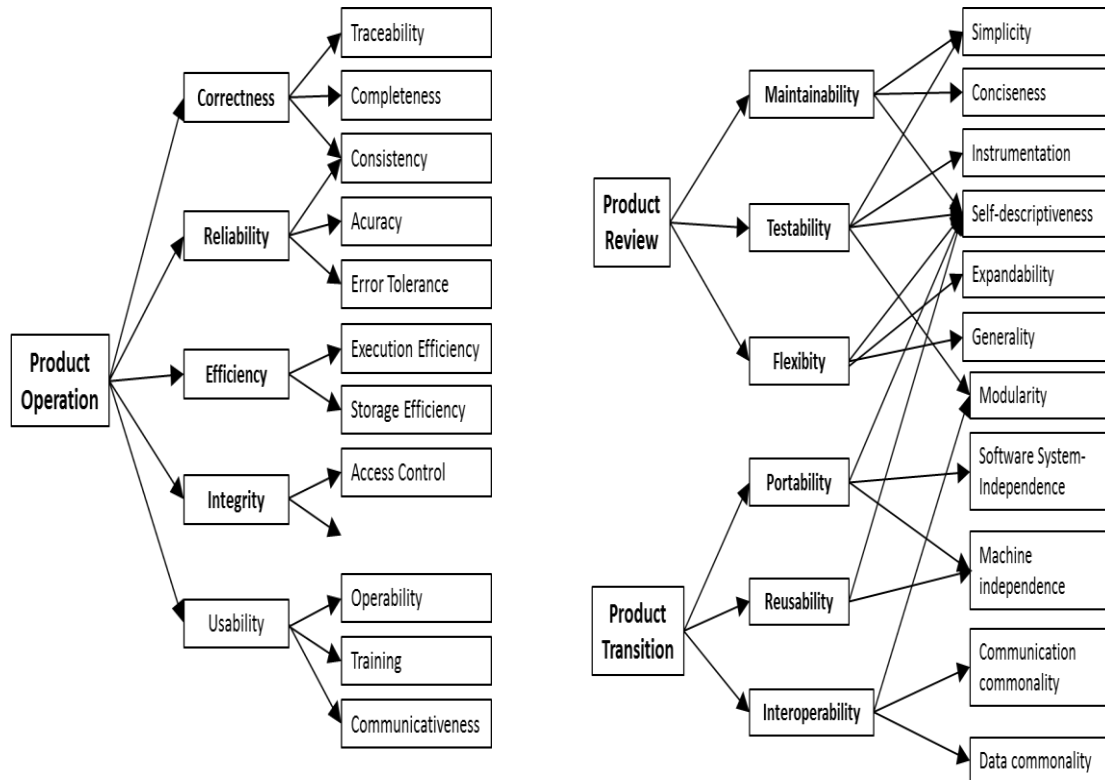 Product
Operation
Correctness
Reliability
Efficiency
Integrity
Usability
Traceability
Completeness
Consistency
Acuracy
Error Tolerance
Execution Efficiency
Storage Efficiency
Access Control
Operability
Training
Communicativeness
Product
Review
Product
Transition
Maintainability
Testability
Flexibity
Portability
Reusability
Interoperability
Simplicity
Conciseness
Instrumentation
Self-descriptiveness
Expandability
Generality
Modularity
Software System-
Independence
Machine
independence
Communication
commonality
Data commonality